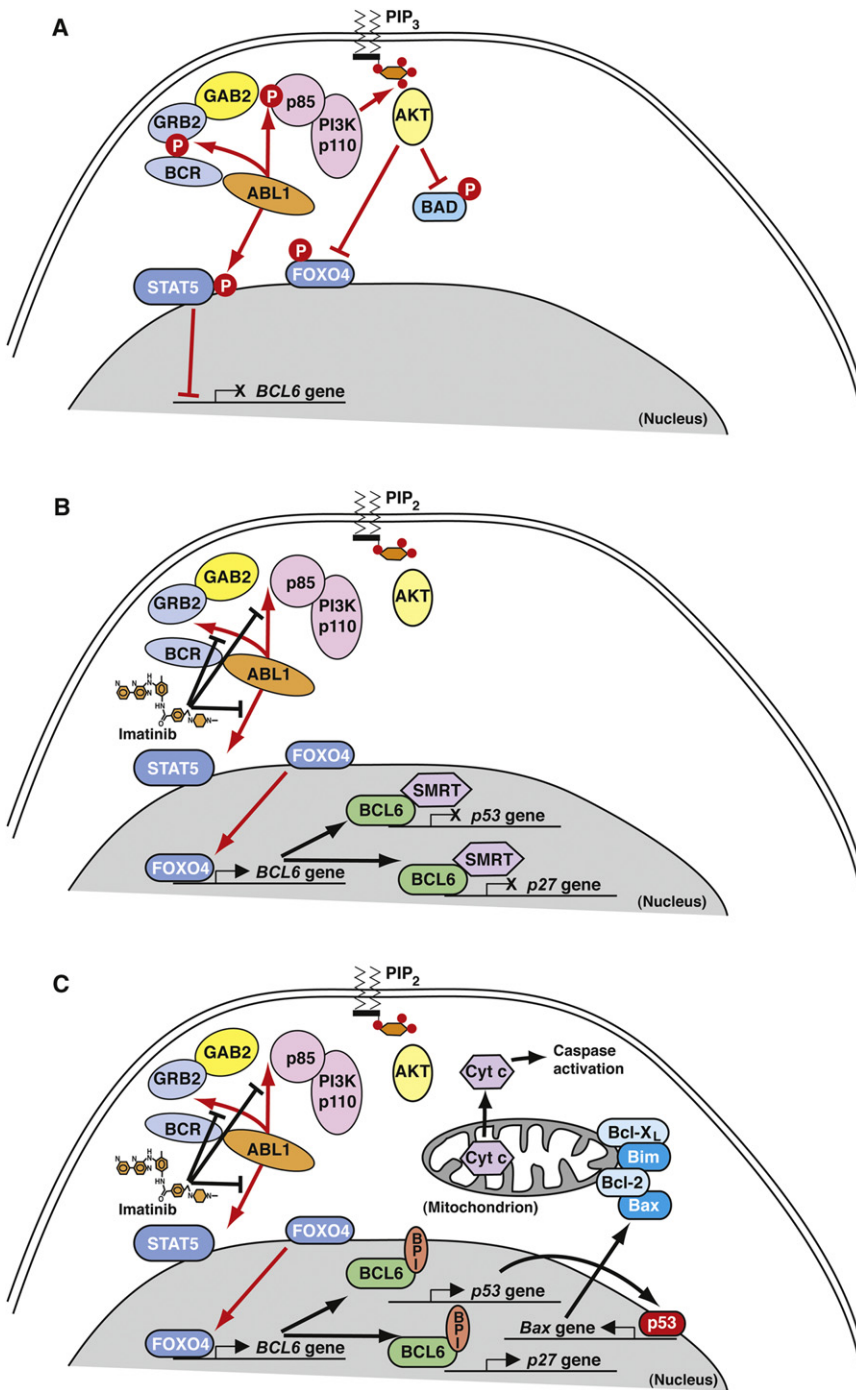 A
PIP3
GAB2
GRB2
P
p85
PI3K
p110
AKT
P
BCR
ABL1
P
BAD
P
FOXO4
STAT5
P
X BCL6 gene
(Nucleus)
B
PIP2
GAB2
GRB2
p85
PI3K
p110
AKT
BCR
ABL1
N
N
N
H
N
HN
O
N
N
Imatinib
STAT5
FOXO4
SMRT
BCL6
X p53 gene
SMRT
FOXO4
BCL6 gene
BCL6
X p27 gene
(Nucleus)
C
PIP2
GAB2
GRB2
p85
PI3K
p110
AKT
Cyt c
Caspase
activation
BCR
ABL1
Cyt c
Bcl-XL
Bim
Bcl-2
Bax
(Mitochondrion)
N
N
N
H
N
HN
O
N
N
Imatinib
STAT5
FOXO4
BPI
BCL6
p53 gene
BPI
Bax gene
p53
FOXO4
BCL6 gene
BCL6
p27 gene
(Nucleus)